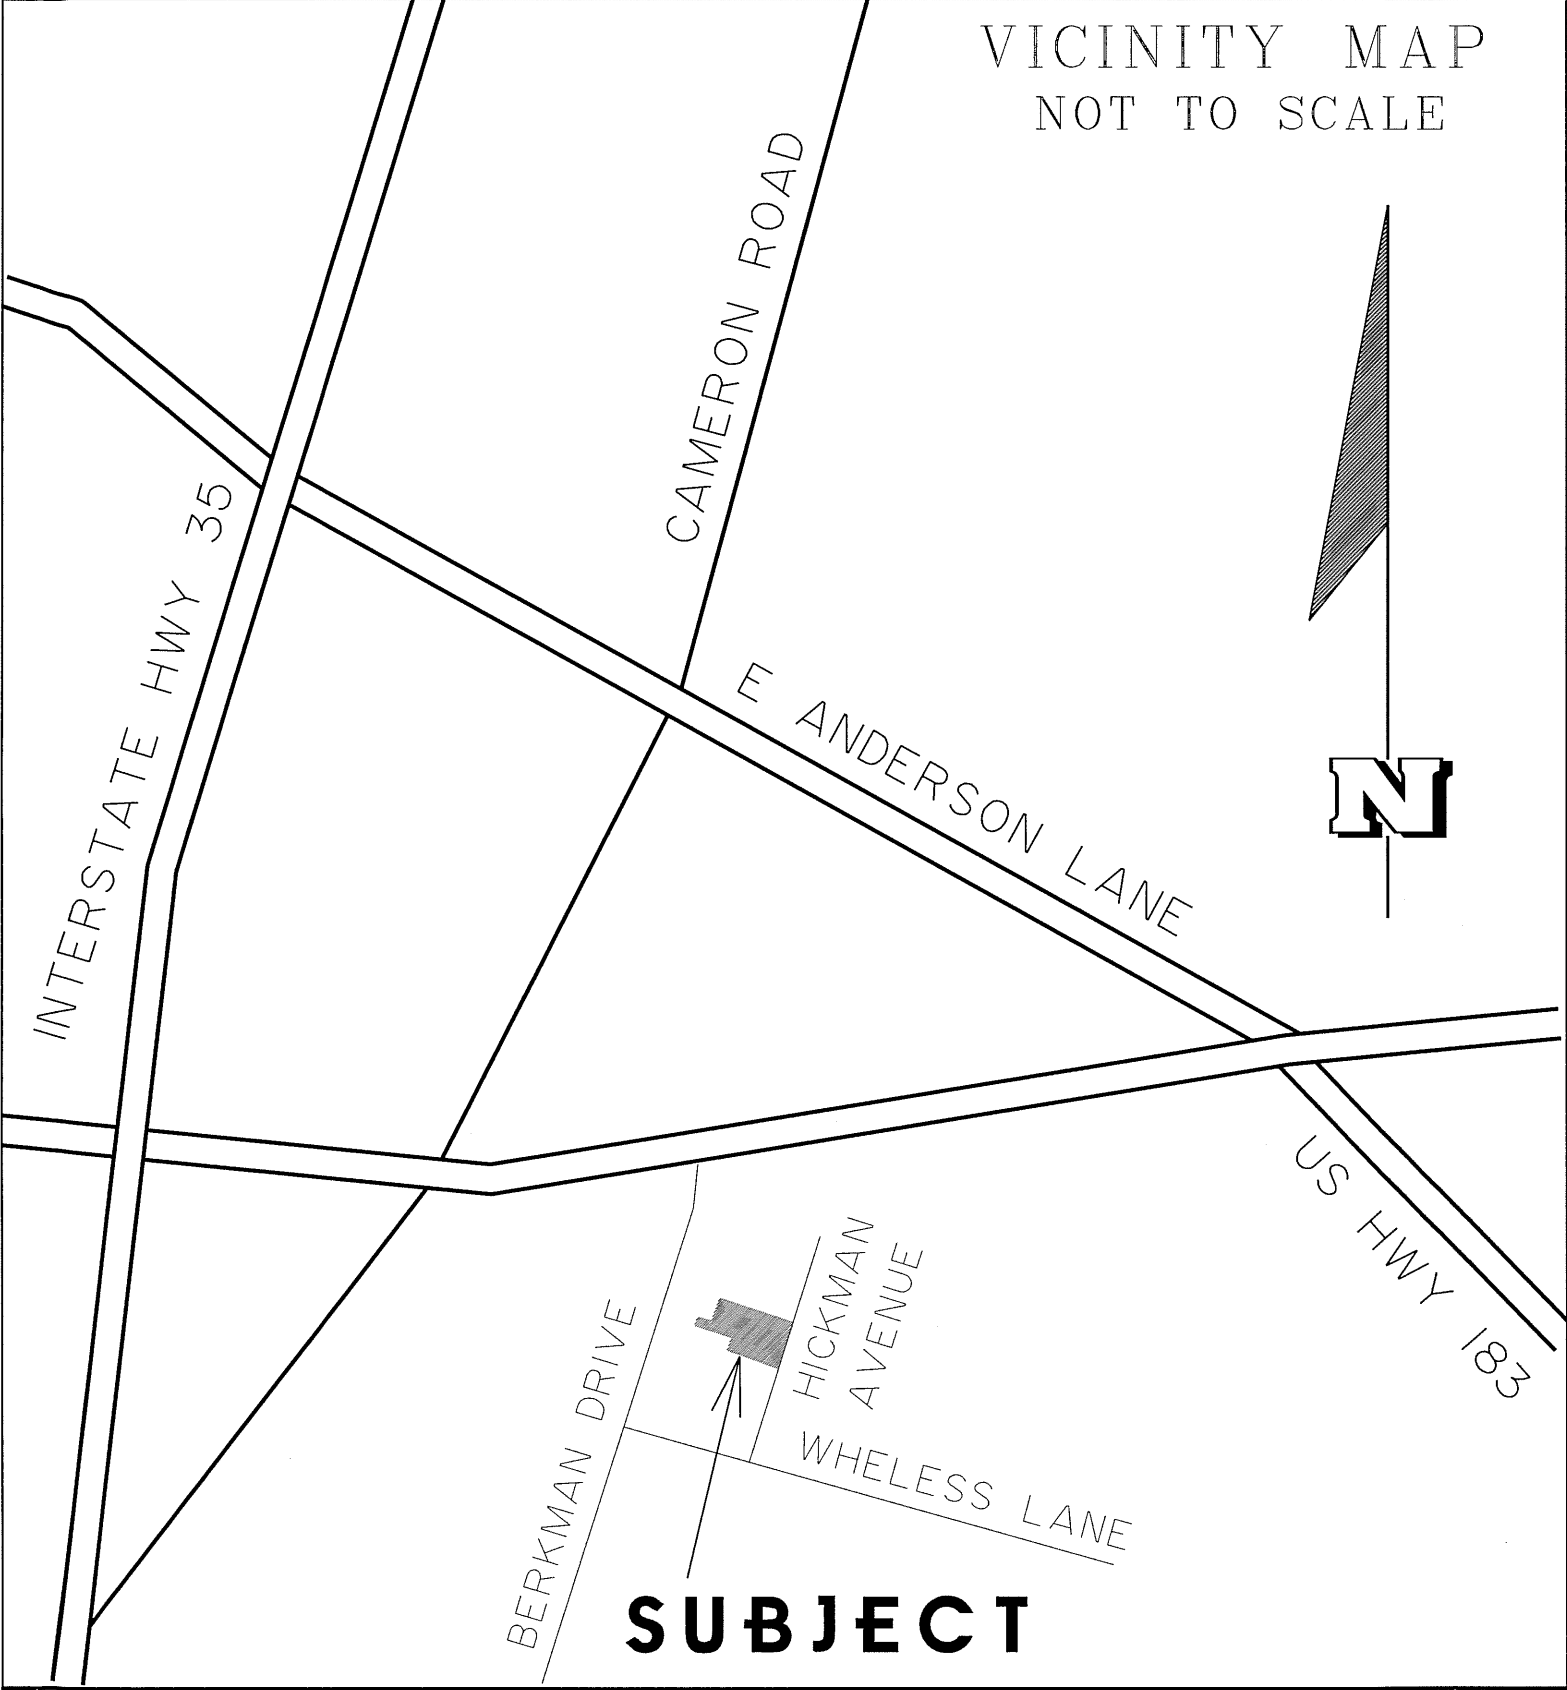 VICINITY MAP
NOT TO SCALE
CAMERON ROAD
INTERSTATE HWY 35
E ANDERSON LANE
N
US HWY 183
HICKMAN
AVENUE
BERKMAN DRIVE
WHELESS LANE
SUBJECT